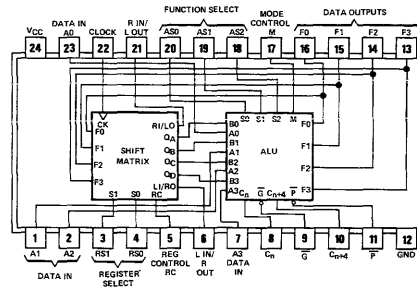 FUNCTION SELECT
MODE CONTROL
DATA OUTPUTS
VCC DATA IN A0 CLOCK R IN/ L OUT AS0 AS1 AS2 M F0 F1 F2 F3
24 23 22 21 20 19 18 17 16 15 14 13
CK
F0
F1
F2
F3
RI/LO
QA
QB
QC
QD
LI/RO
SHIFT MATRIX
S1 S0 RC
S0 S1 S2 M
B0
A0
B1
A1
B2
A2
B3
A3
ALU
F0
F1
F2
F3
Cn G Cn+4 P
1 2 3 4 5 6 7 8 9 10 11 12
A1 A2 RS1 RS0 REG CONTROL RC L IN/ R OUT A3 DATA IN Cn G Cn+4 P GND
DATA IN
REGISTER SELECT